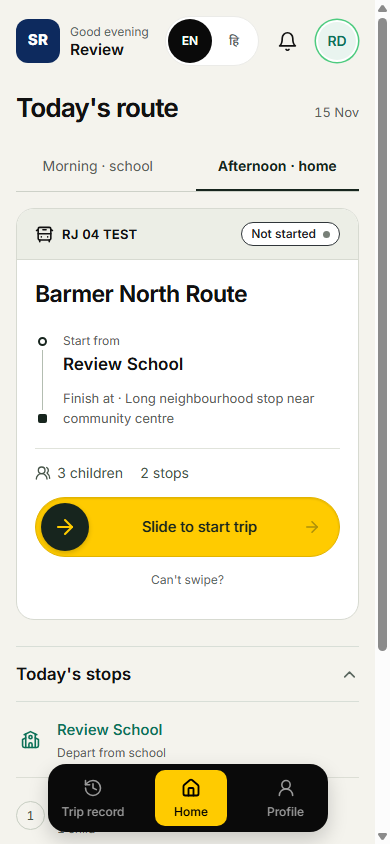 SR
Good evening
Review
EN
हि
RD
Today's route
15 Nov
Morning · school
Afternoon · home
RJ 04 TEST
Not started
Barmer North Route
Start from
Review School
Finish at · Long neighbourhood stop near
community centre
3 children
2 stops
Slide to start trip
Can't swipe?
Today's stops
Review School
Depart from school
1
Trip record
Home
Profile